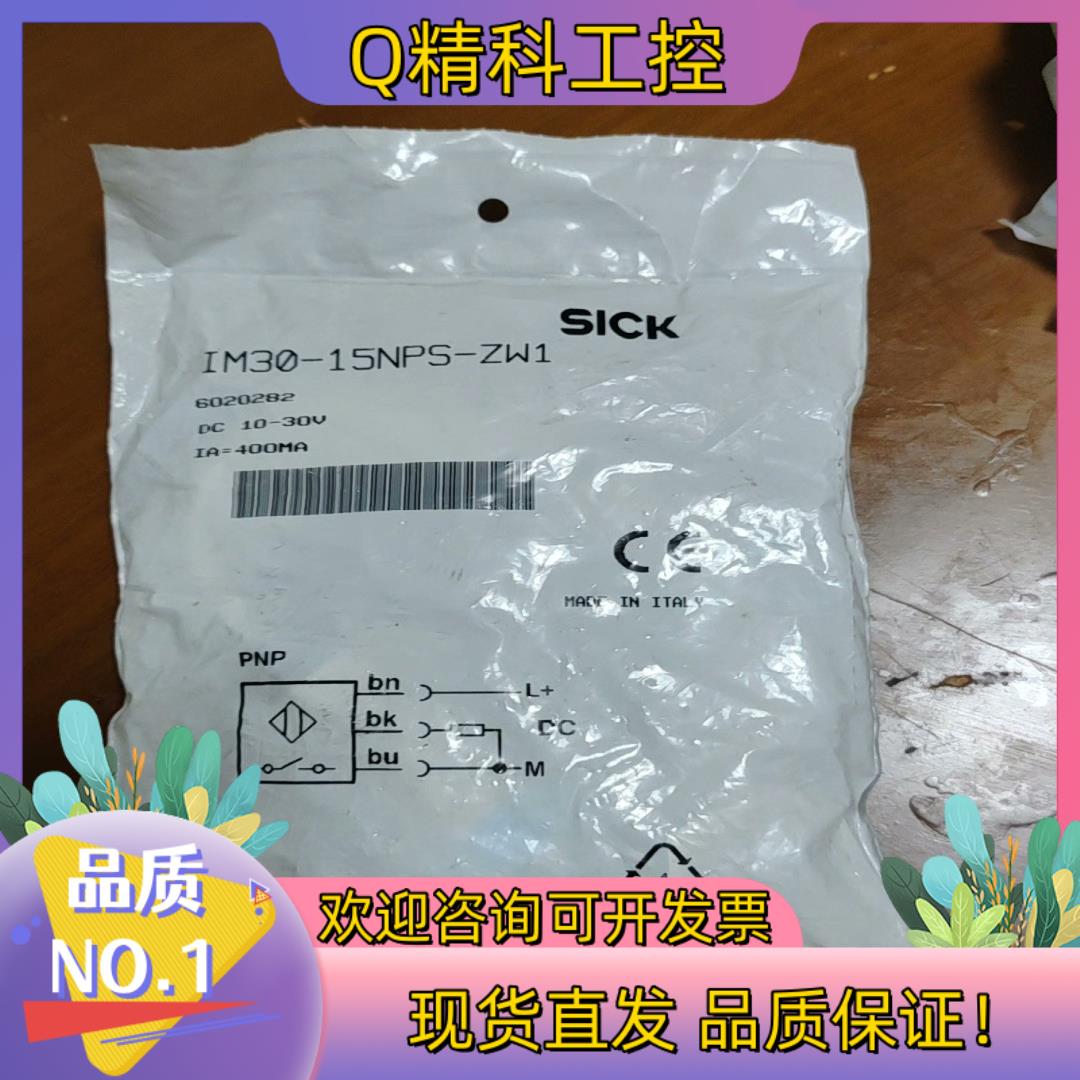 Q精科工控
SICK
IM30-15NPS-ZW1
6020282
DC 10-30V
IA=400MA
CE
MADE IN ITALY
PNP
bn
L+
bk
DC
bu
M
品质
NO.1
欢迎咨询可开发票
现货直发 品质保证!